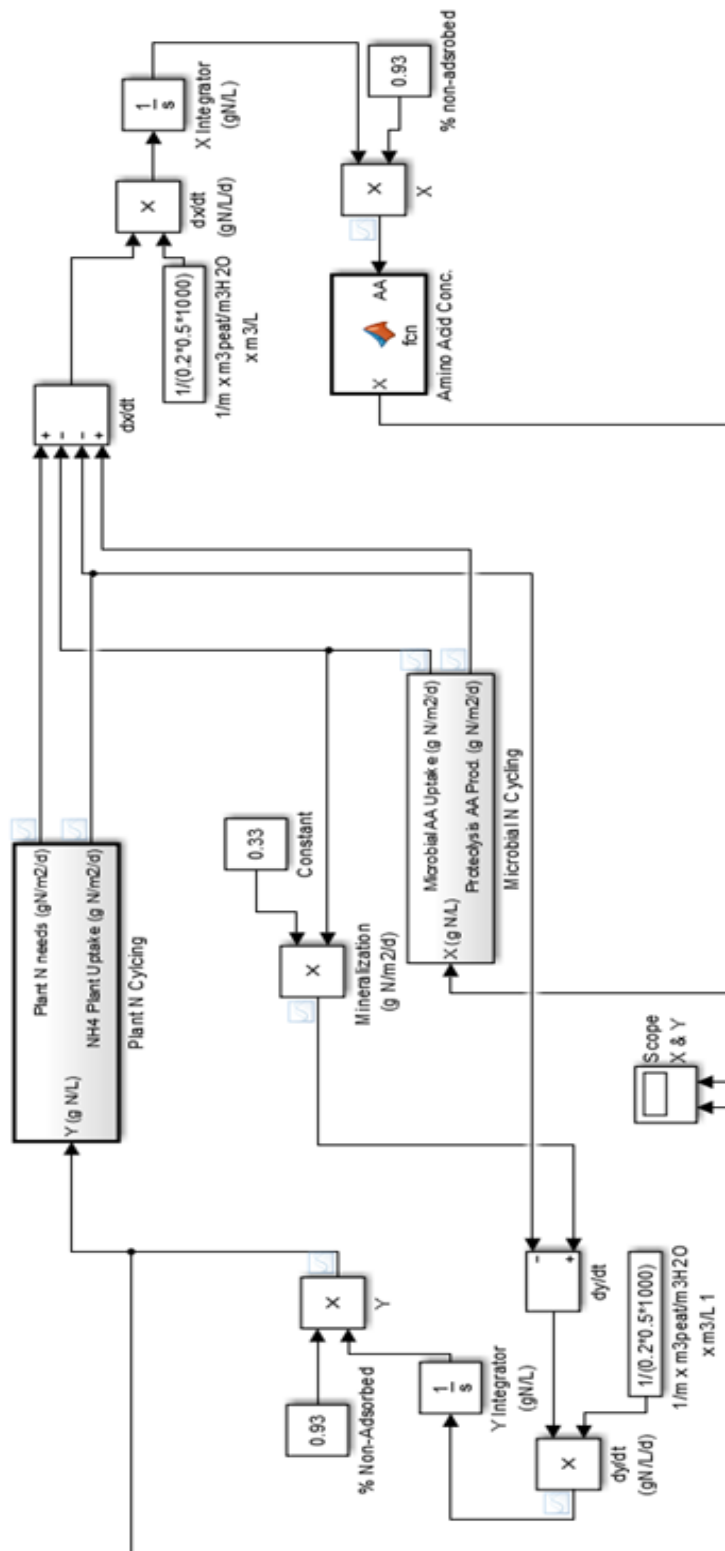 Plant N Cylcing
Y (g N/L)
Plant N needs (gN/m2/d)
NH4 Plant Uptake (g N/m2/d)
+
−
−
+
dx/dt
1/(0.2*0.5*1000)
1/m x m3peat/m3H2O
x m3/L
X
dx/dt
(gN/L/d)
1
s
X Integrator
(gN/L)
0.93
% non-adsrobed
X
X
AA
fcn
X
Amino Acid Conc.
0.93
% Non-Adsorbed
X
Y
1
s
Y Integrator
(gN/L)
0.33
Constant
X
Mineralization
(g N/m2/d)
X (g N/L)
Microbial AA Uptake (g N/m2/d)
Proteolysis AA Prod. (g N/m2/d)
Microbial N Cycling
−
+
dy/dt
X
dy/dt
(gN/L/d)
1/(0.2*0.5*1000)
1/m x m3peat/m3H2O
x m3/L 1
Scope
X & Y